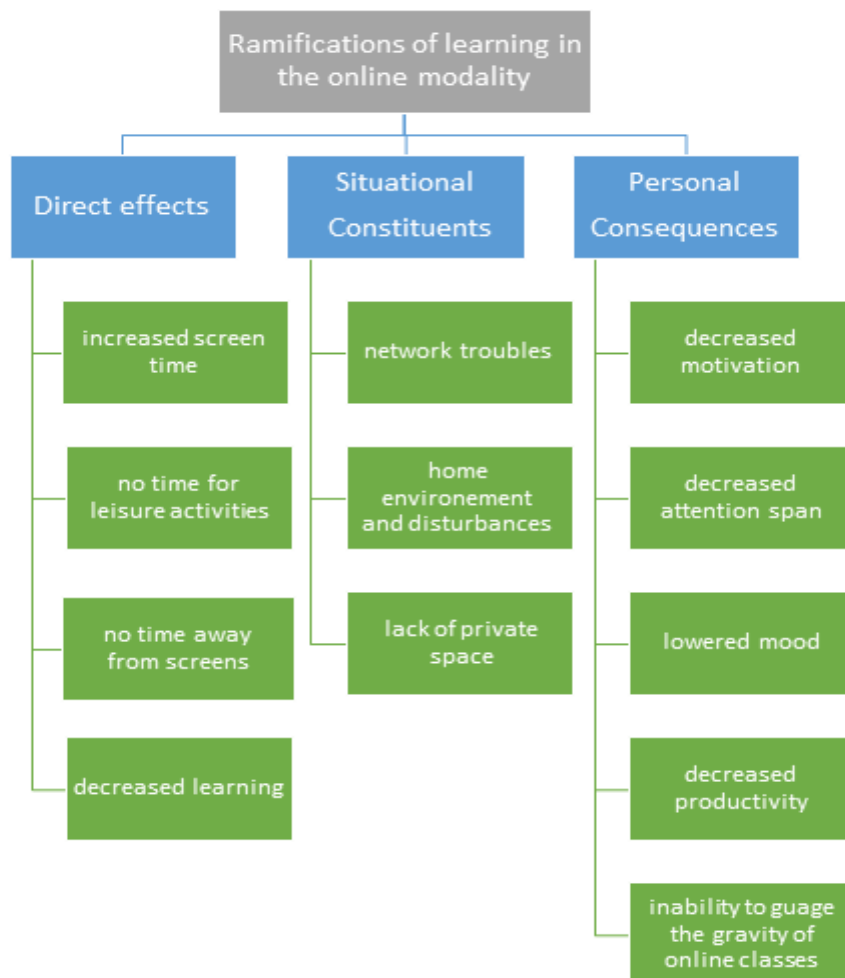 Ramifications of learning in
the online modality
Direct effects
Situational
Constituents
Personal
Consequences
increased screen
time
no time for
leisure activities
no time away
from screens
decreased learning
network troubles
home
environement
and disturbances
lack of private
space
decreased
motivation
decreased
attention span
lowered mood
decreased
productivity
inability to guage
the gravity of
online classes